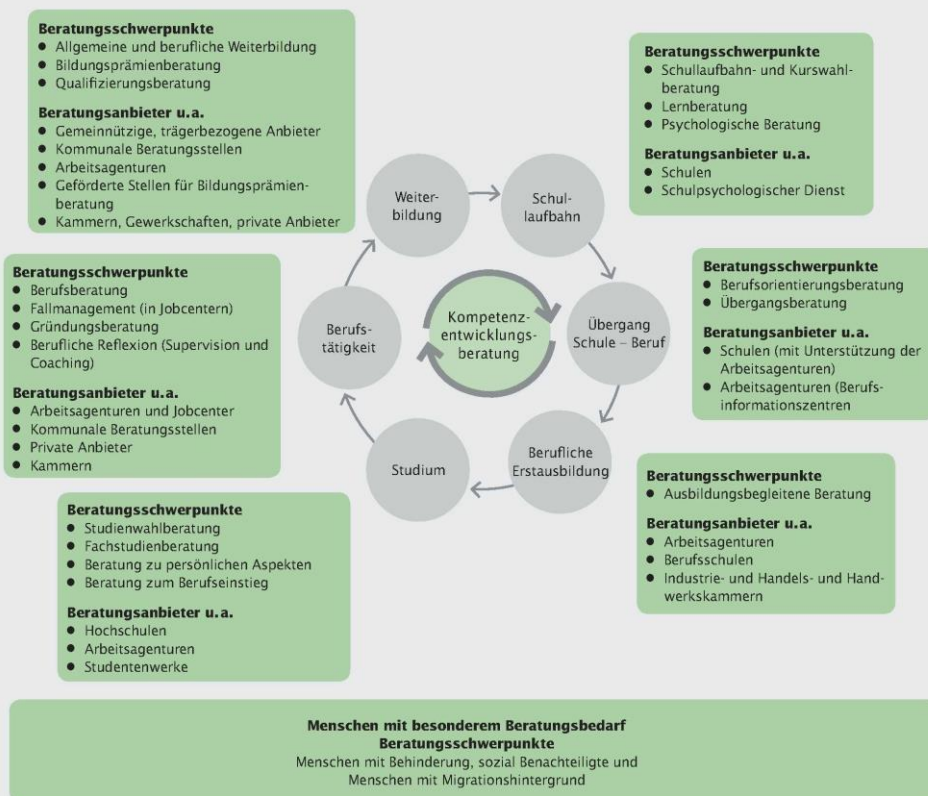 Beratungsschwerpunkte
● Allgemeine und berufliche Weiterbildung
● Bildungsprämienberatung
● Qualifizierungsberatung
Beratungsanbieter u.a.
● Gemeinnützige, trägerbezogene Anbieter
● Kommunale Beratungsstellen
● Arbeitsagenturen
● Geförderte Stellen für Bildungsprämien-
beratung
● Kammern, Gewerkschaften, private Anbieter
Beratungsschwerpunkte
● Schullaufbahn- und Kurswahl-
beratung
● Lernberatung
● Psychologische Beratung
Beratungsanbieter u.a.
● Schulen
● Schulpsychologischer Dienst
Weiter-
bildung
Schul-
laufbahn
Beratungsschwerpunkte
● Berufsberatung
● Fallmanagement (in Jobcentern)
● Gründungsberatung
● Berufliche Reflexion (Supervision und
Coaching)
Beratungsanbieter u.a.
● Arbeitsagenturen und Jobcenter
● Kommunale Beratungsstellen
● Private Anbieter
● Kammern
Berufs-
tätigkeit
Kompetenz-
entwicklungs-
beratung
Übergang
Schule – Beruf
Beratungsschwerpunkte
● Berufsorientierungsberatung
● Übergangsberatung
Beratungsanbieter u.a.
● Schulen (mit Unterstützung der
Arbeitsagenturen)
● Arbeitsagenturen (Berufs-
informationszentren
Studium
Berufliche
Erstausbildung
Beratungsschwerpunkte
● Ausbildungsbegleitene Beratung
Beratungsanbieter u.a.
● Arbeitsagenturen
● Berufsschulen
● Industrie- und Handels- und Hand-
werkskammern
Beratungsschwerpunkte
● Studienwahlberatung
● Fachstudienberatung
● Beratung zu persönlichen Aspekten
● Beratung zum Berufseinstieg
Beratungsanbieter u.a.
● Hochschulen
● Arbeitsagenturen
● Studentenwerke
Menschen mit besonderem Beratungsbedarf
Beratungsschwerpunkte
Menschen mit Behinderung, sozial Benachteiligte und
Menschen mit Migrationshintergrund